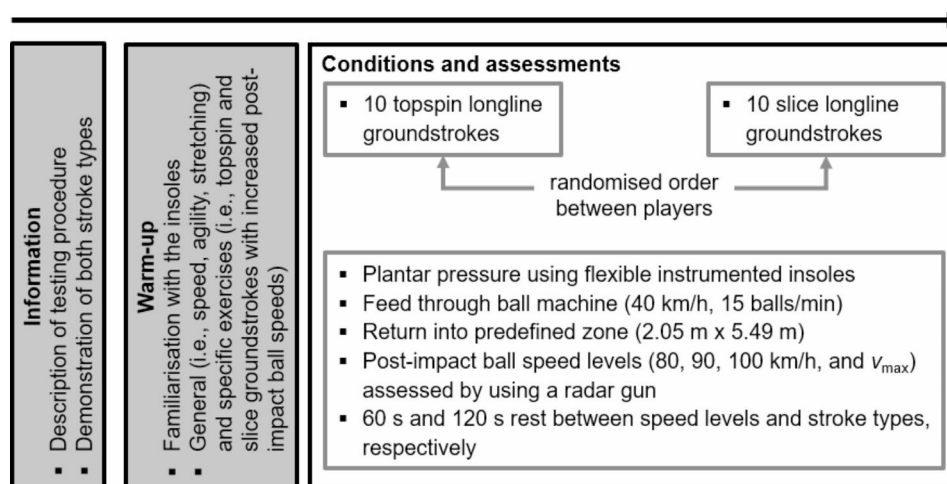 Information
▪ Description of testing procedure
▪ Demonstration of both stroke types
Warm-up
▪ Familiarisation with the insoles
▪ General (i.e., speed, agility, stretching)
and specific exercises (i.e., topspin and
slice groundstrokes with increased post-
impact ball speeds)
Conditions and assessments
▪ 10 topspin longline
groundstrokes
▪ 10 slice longline
groundstrokes
randomised order
between players
▪ Plantar pressure using flexible instrumented insoles
▪ Feed through ball machine (40 km/h, 15 balls/min)
▪ Return into predefined zone (2.05 m x 5.49 m)
▪ Post-impact ball speed levels (80, 90, 100 km/h, and vmax)
assessed by using a radar gun
▪ 60 s and 120 s rest between speed levels and stroke types,
respectively